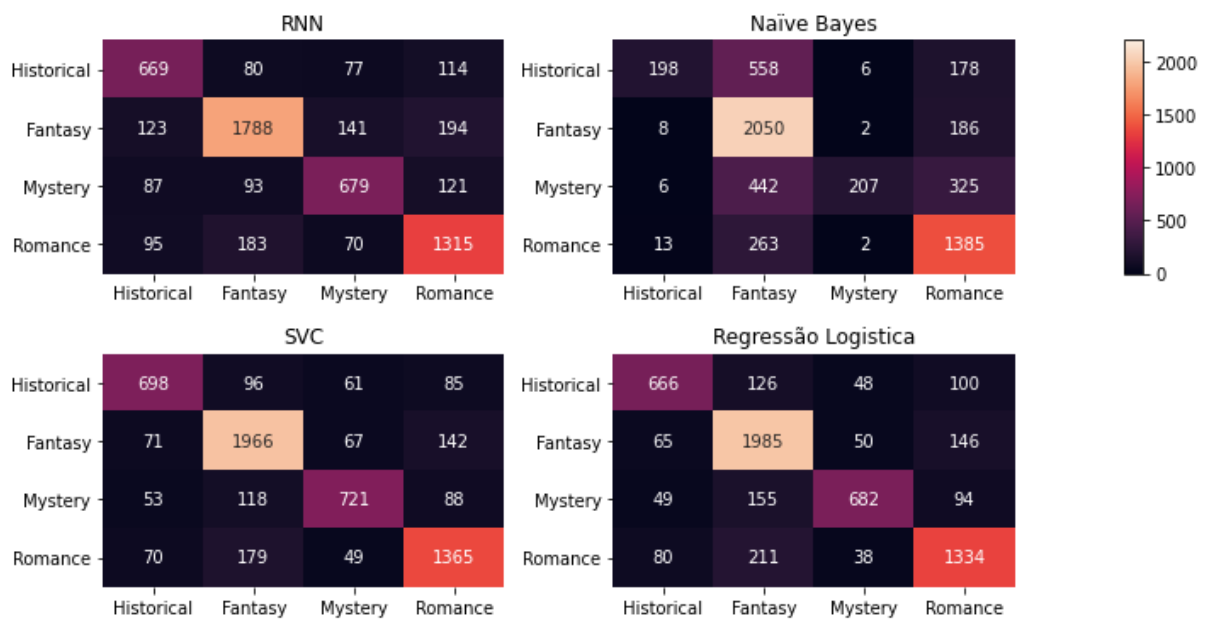 RNN
Historical 669 80 77 114
Fantasy 123 1788 141 194
Mystery 87 93 679 121
Romance 95 183 70 1315
Historical Fantasy Mystery Romance
Naïve Bayes
Historical 198 558 6 178
Fantasy 8 2050 2 186
Mystery 6 442 207 325
Romance 13 263 2 1385
Historical Fantasy Mystery Romance
2000
1500
1000
500
0
SVC
Historical 698 96 61 85
Fantasy 71 1966 67 142
Mystery 53 118 721 88
Romance 70 179 49 1365
Historical Fantasy Mystery Romance
Regressão Logistica
Historical 666 126 48 100
Fantasy 65 1985 50 146
Mystery 49 155 682 94
Romance 80 211 38 1334
Historical Fantasy Mystery Romance